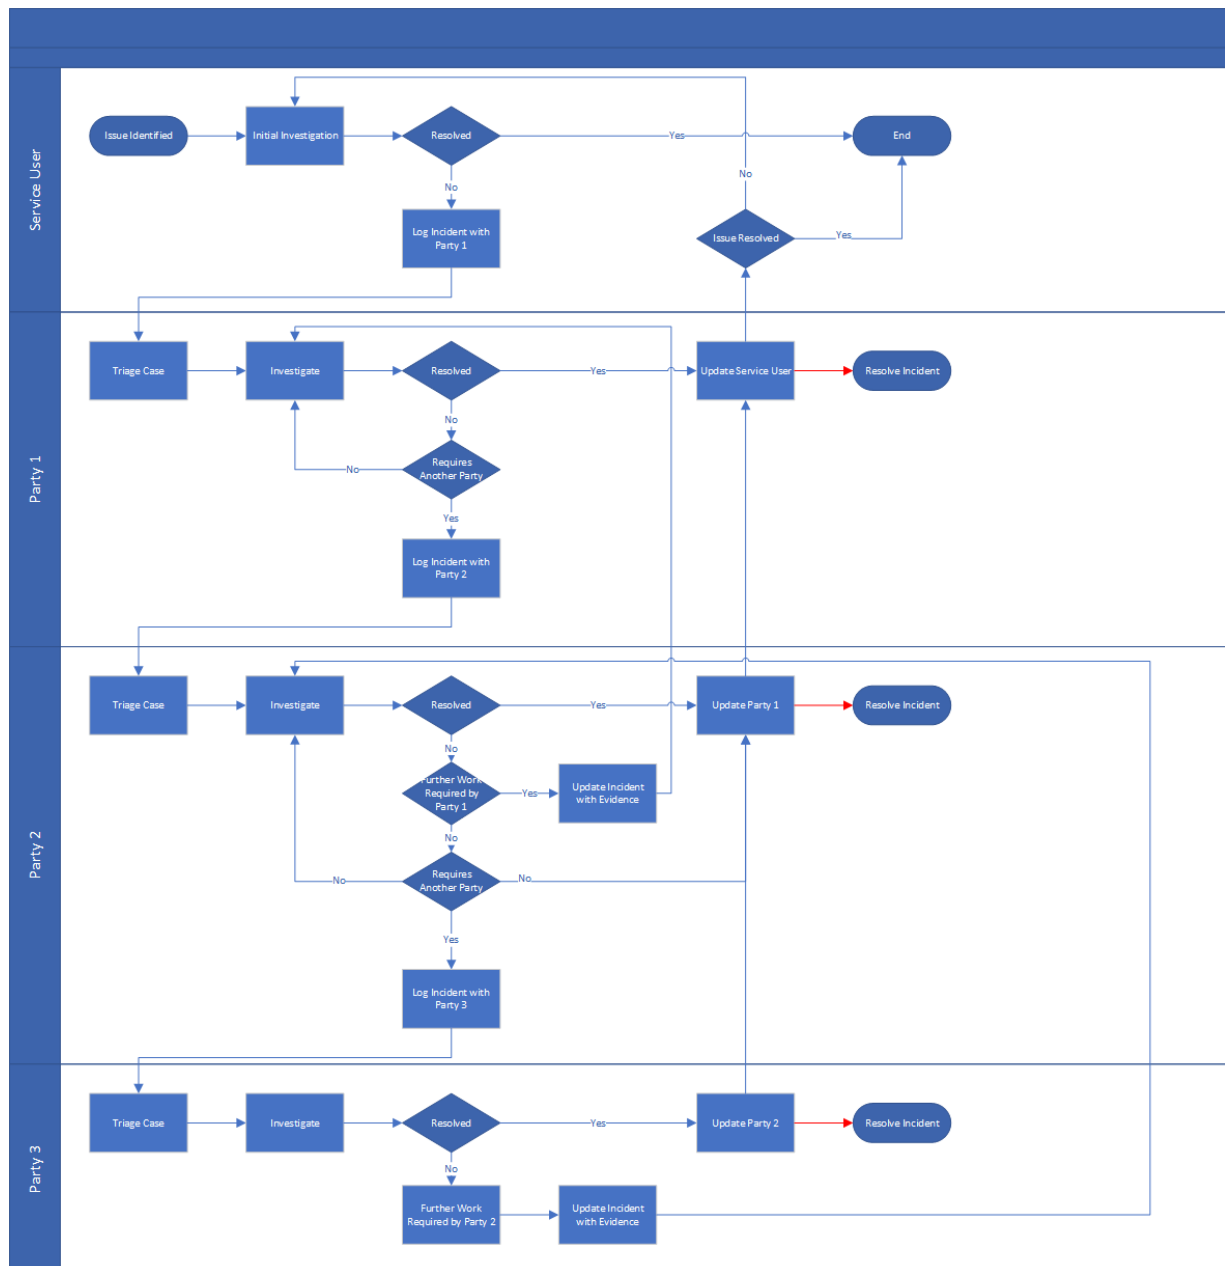 Service User
Issue Identified
Initial Investigation
Resolved
Yes
End
No
No
Log Incident with
Party 1
Issue Resolved
Yes
Party 1
Triage Case
Investigate
Resolved
Yes
Update Service User
Resolve Incident
No
Requires
Another Party
No
Yes
Log Incident with
Party 2
Party 2
Triage Case
Investigate
Resolved
Yes
Update Party 1
Resolve Incident
No
Further Work
Required by
Party 1
Yes
Update Incident
with Evidence
No
Requires
Another Party
No
No
Yes
Log Incident with
Party 3
Party 3
Triage Case
Investigate
Resolved
Yes
Update Party 2
Resolve Incident
No
Further Work
Required by Party 2
Update Incident
with Evidence